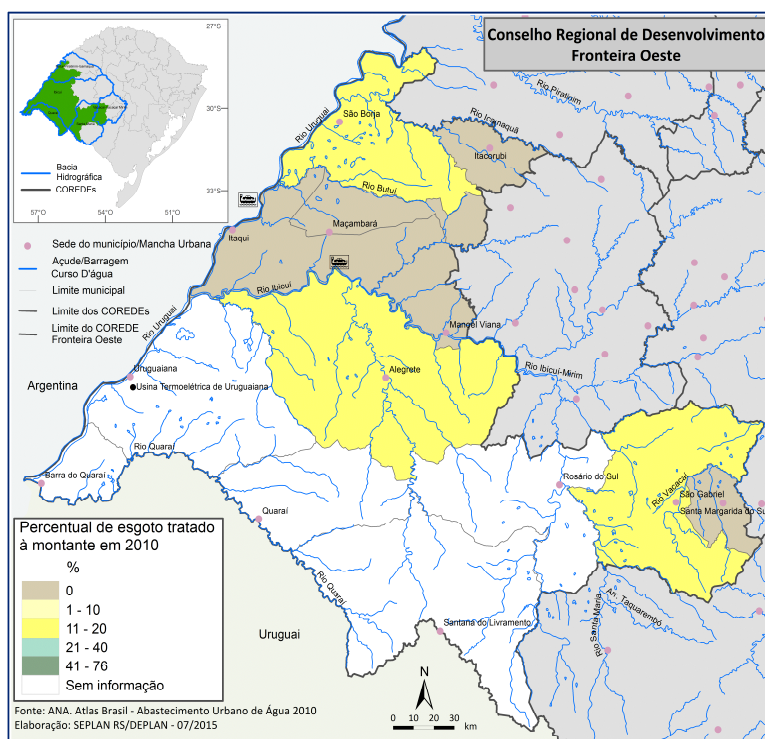 Conselho Regional de Desenvolvimento
Fronteira Oeste
27°S
30°S
33°S
57°O
54°O
51°O
Bacia
Hidrográfica
COREDEs
Sede do município/Mancha Urbana
Açude/Barragem
Curso D'água
Limite municipal
Limite dos COREDEs
Limite do COREDE
Fronteira Oeste
Rio Piratinim
Rio Icamaquã
Rio Uruguai
São Borja
Itacorubi
Rio Butuí
Maçambará
Itaqui
Rio Ibicuí
Manoel Viana
Rio Uruguai
Uruguaiana
Argentina
Usina Termoelétrica de Uruguaiana
Alegrete
Rio Ibicuí-Mirim
Rio Quaraí
Barra do Quaraí
Rosário do Sul
Rio Vacacaí
São Gabriel
Santa Margarida do Su
Quaraí
Rio Quaraí
Rio Santa Maria
An. Taquarembó
Santana do Livramento
Uruguai
Percentual de esgoto tratado
à montante em 2010
%
0
1 - 10
11 - 20
21 - 40
41 - 76
Sem informação
N
0 10 20 30
km
Fonte: ANA. Atlas Brasil - Abastecimento Urbano de Água 2010
Elaboração: SEPLAN RS/DEPLAN - 07/2015